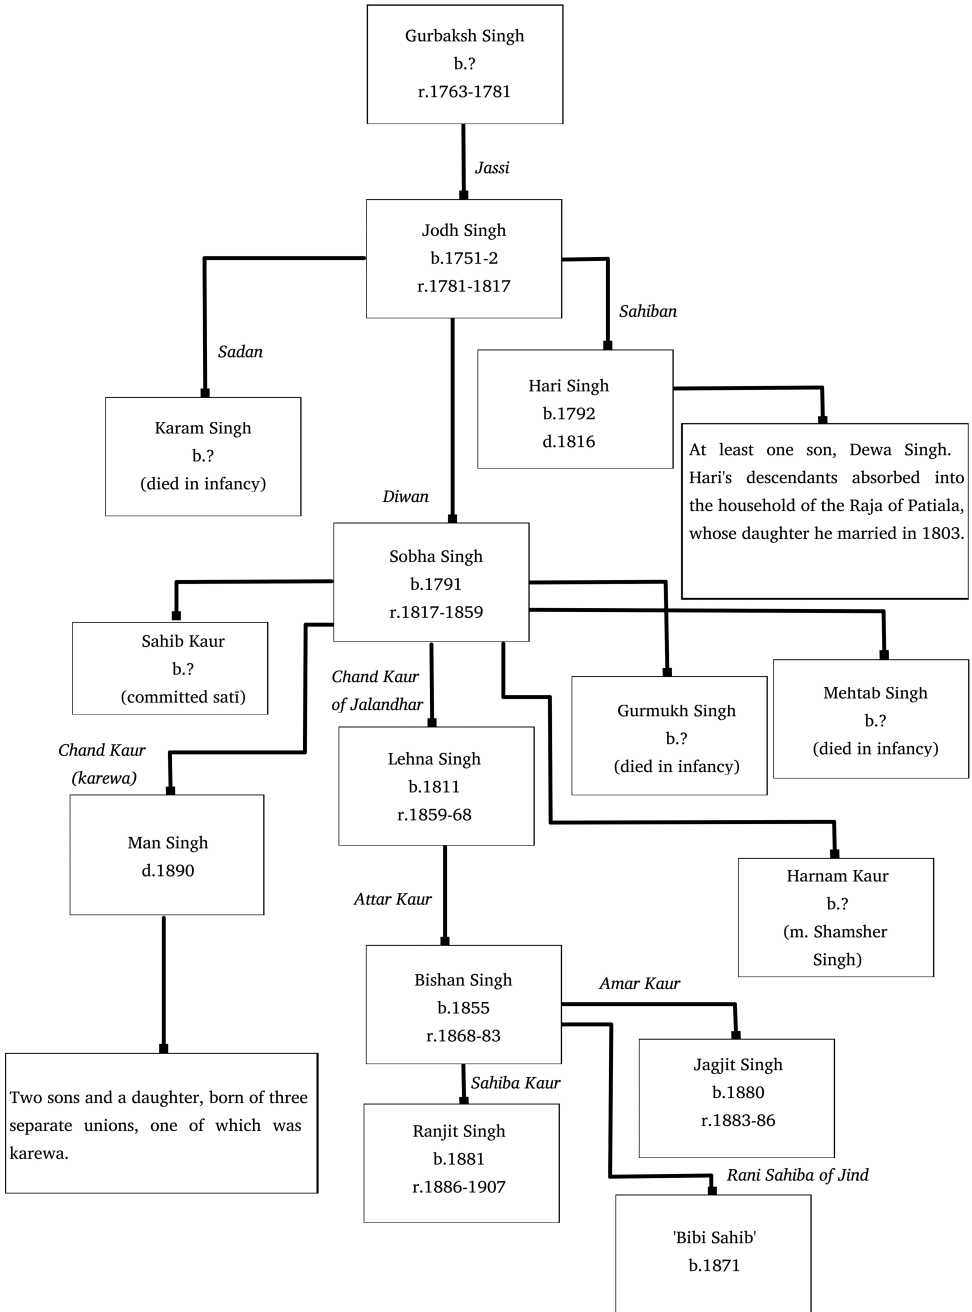 Gurbaksh Singh
b.?
r.1763-1781
Jassi
Jodh Singh
b.1751-2
r.1781-1817
Sadan
Sahiban
Karam Singh
b.?
(died in infancy)
Hari Singh
b.1792
d.1816
At least one son, Dewa Singh.
Hari's descendants absorbed into
the household of the Raja of Patiala,
whose daughter he married in 1803.
Diwan
Sobha Singh
b.1791
r.1817-1859
Sahib Kaur
b.?
(committed satī)
Chand Kaur
of Jalandhar
Gurmukh Singh
b.?
(died in infancy)
Mehtab Singh
b.?
(died in infancy)
Chand Kaur
(karewa)
Man Singh
d.1890
Lehna Singh
b.1811
r.1859-68
Harnam Kaur
b.?
(m. Shamsher
Singh)
Attar Kaur
Bishan Singh
b.1855
r.1868-83
Amar Kaur
Jagjit Singh
b.1880
r.1883-86
Two sons and a daughter, born of three
separate unions, one of which was
karewa.
Sahiba Kaur
Ranjit Singh
b.1881
r.1886-1907
Rani Sahiba of Jind
'Bibi Sahib'
b.1871